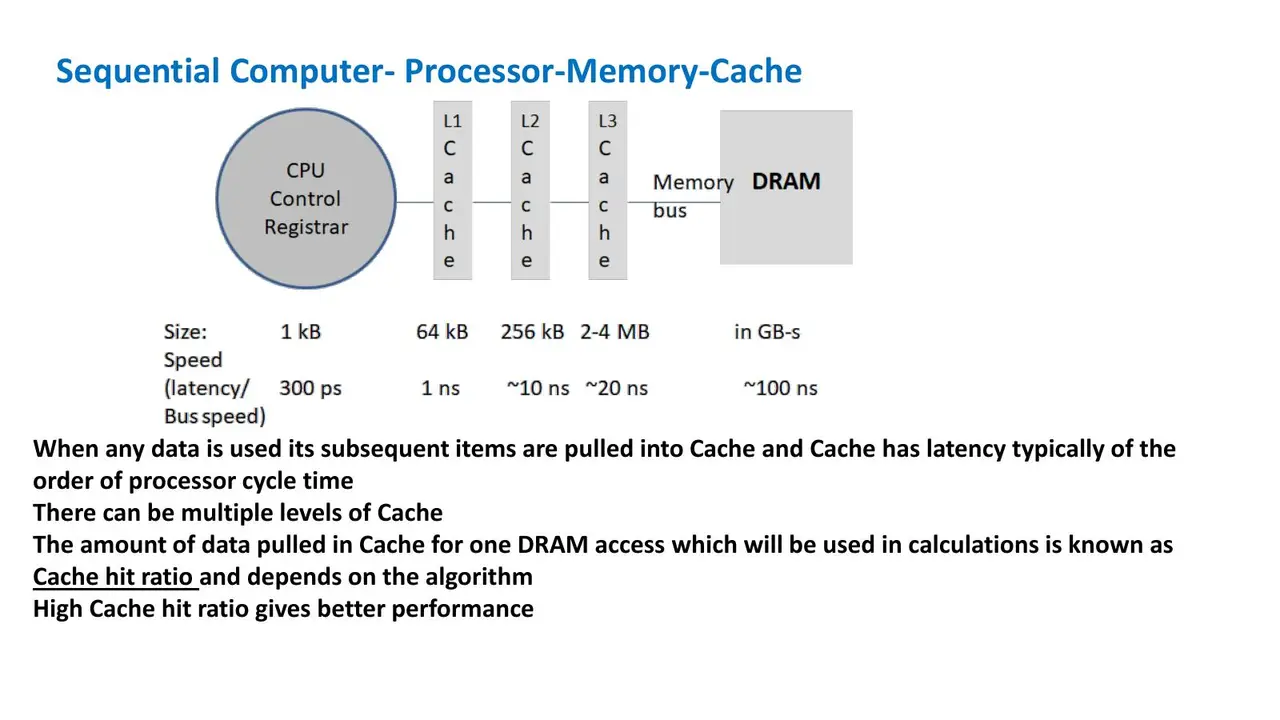 Sequential Computer- Processor-Memory-Cache
CPU
Control
Registrar
L1
C
a
c
h
e
L2
C
a
c
h
e
L3
C
a
c
h
e
Memory
bus
DRAM
Size: 1 kB 64 kB 256 kB 2-4 MB in GB-s
Speed
(latency/ 300 ps 1 ns ~10 ns ~20 ns ~100 ns
Bus speed)
When any data is used its subsequent items are pulled into Cache and Cache has latency typically of the
order of processor cycle time
There can be multiple levels of Cache
The amount of data pulled in Cache for one DRAM access which will be used in calculations is known as
Cache hit ratio and depends on the algorithm
High Cache hit ratio gives better performance